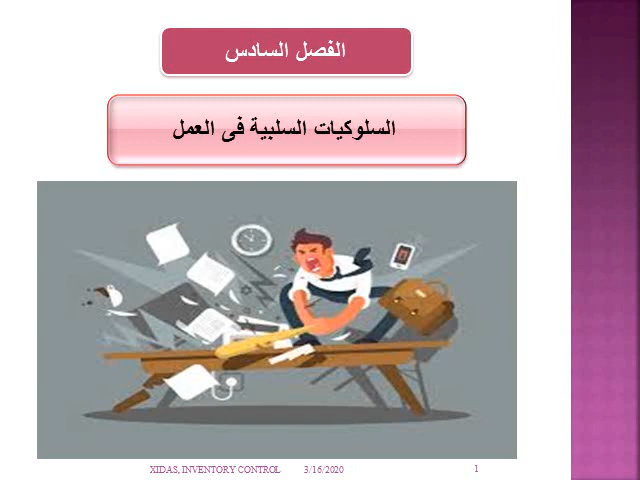 الفصل السادس
السلوكيات السلبية فى العمل
XIDAS, INVENTORY CONTROL 3/16/2020 1